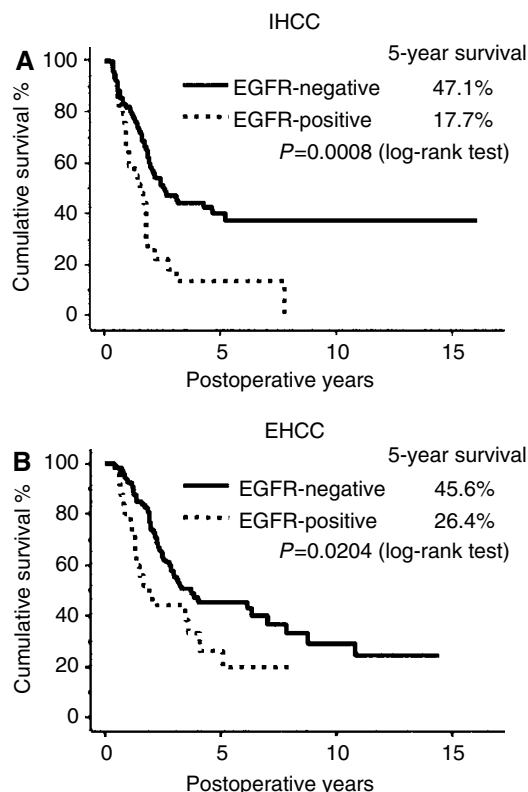 IHCC
A
5-year survival
EGFR-negative 47.1%
EGFR-positive 17.7%
P=0.0008 (log-rank test)
Cumulative survival %
100
80
60
40
20
0
0 5 10 15
Postoperative years
EHCC
B
5-year survival
EGFR-negative 45.6%
EGFR-positive 26.4%
P=0.0204 (log-rank test)
Cumulative survival %
100
80
60
40
20
0
0 5 10 15
Postoperative years